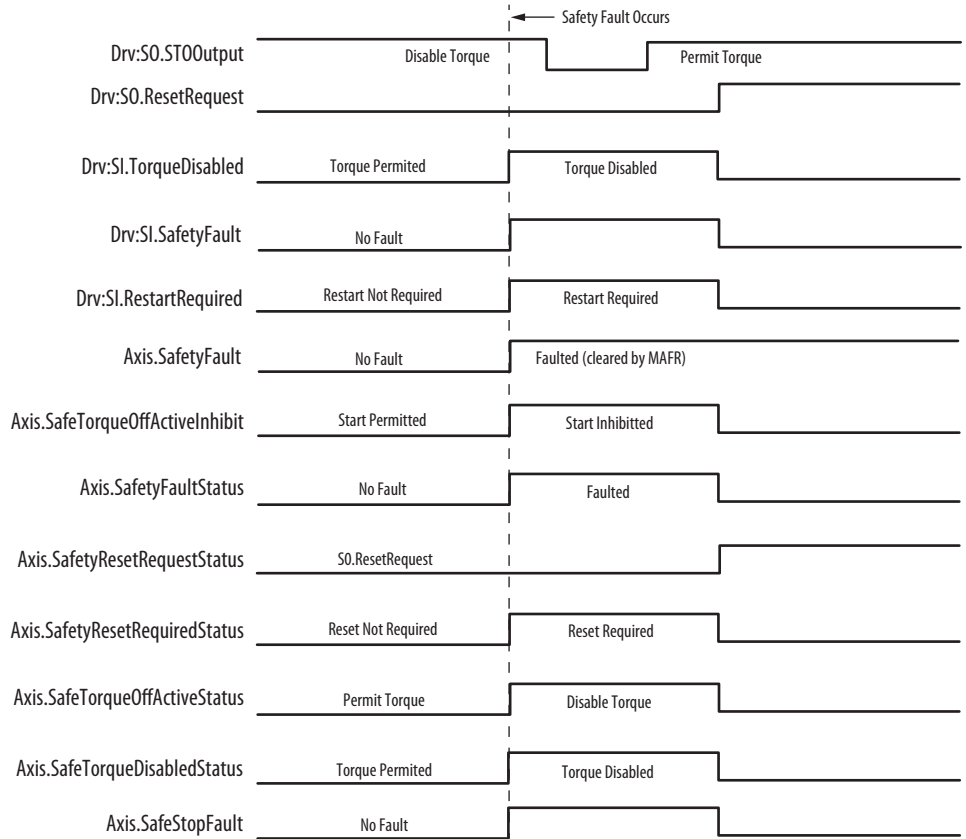 Safety Fault Occurs
Drv:SO.STOOutput
Disable Torque
Permit Torque
Drv:SO.ResetRequest
Drv:SI.TorqueDisabled
Torque Permited
Torque Disabled
Drv:SI.SafetyFault
No Fault
Drv:SI.RestartRequired
Restart Not Required
Restart Required
Axis.SafetyFault
No Fault
Faulted (cleared by MAFR)
Axis.SafeTorqueOffActiveInhibit
Start Permitted
Start Inhibitted
Axis.SafetyFaultStatus
No Fault
Faulted
Axis.SafetyResetRequestStatus
SO.ResetRequest
Axis.SafetyResetRequiredStatus
Reset Not Required
Reset Required
Axis.SafeTorqueOffActiveStatus
Permit Torque
Disable Torque
Axis.SafeTorqueDisabledStatus
Torque Permited
Torque Disabled
Axis.SafeStopFault
No Fault